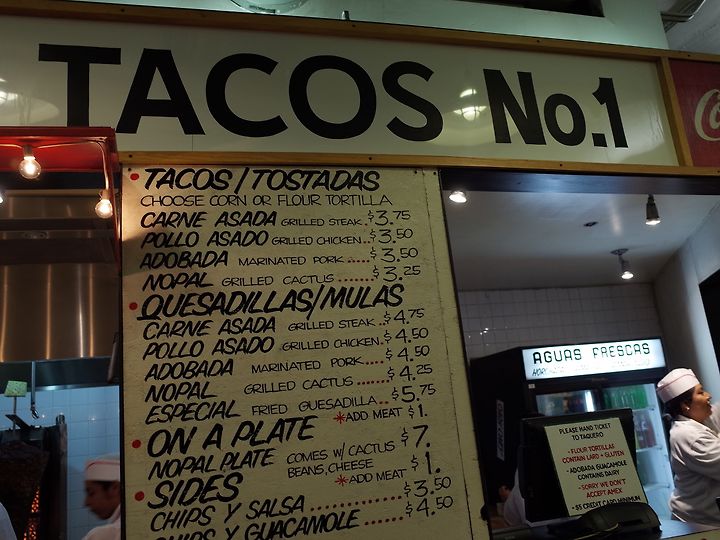 TACOS No.1
TACOS/TOSTADAS
CHOOSE CORN OR FLOUR TORTILLA
CARNE ASADA GRILLED STEAK..$3.75
POLLO ASADO GRILLED CHICKEN.$3.50
ADOBADA MARINATED PORK......$3.50
NOPAL GRILLED CACTUS........$3.25
QUESADILLAS/MULAS
CARNE ASADA GRILLED STEAK..$4.75
POLLO ASADO GRILLED CHICKEN.$4.50
ADOBADA MARINATED PORK....$4.50
NOPAL GRILLED CACTUS.......$4.25
ESPECIAL FRIED QUESADILLA..$5.75
*ADD MEAT $1.
ON A PLATE
NOPAL PLATE COMES W/ CACTUS $7.
BEANS, CHEESE
*ADD MEAT $1.
SIDES
CHIPS Y SALSA ............$3.50
CHIPS Y GUACAMOLE ........$4.50
AGUAS FRESCAS
PLEASE HAND TICKET
TO TAQUERO.
- FLOUR TORTILLAS
CONTAIN LARD + GLUTEN
- ADOBADA GUACAMOLE
CONTAINS DAIRY
- SORRY WE DON'T
ACCEPT AMEX
- $5 CREDIT CARD MINIMUM